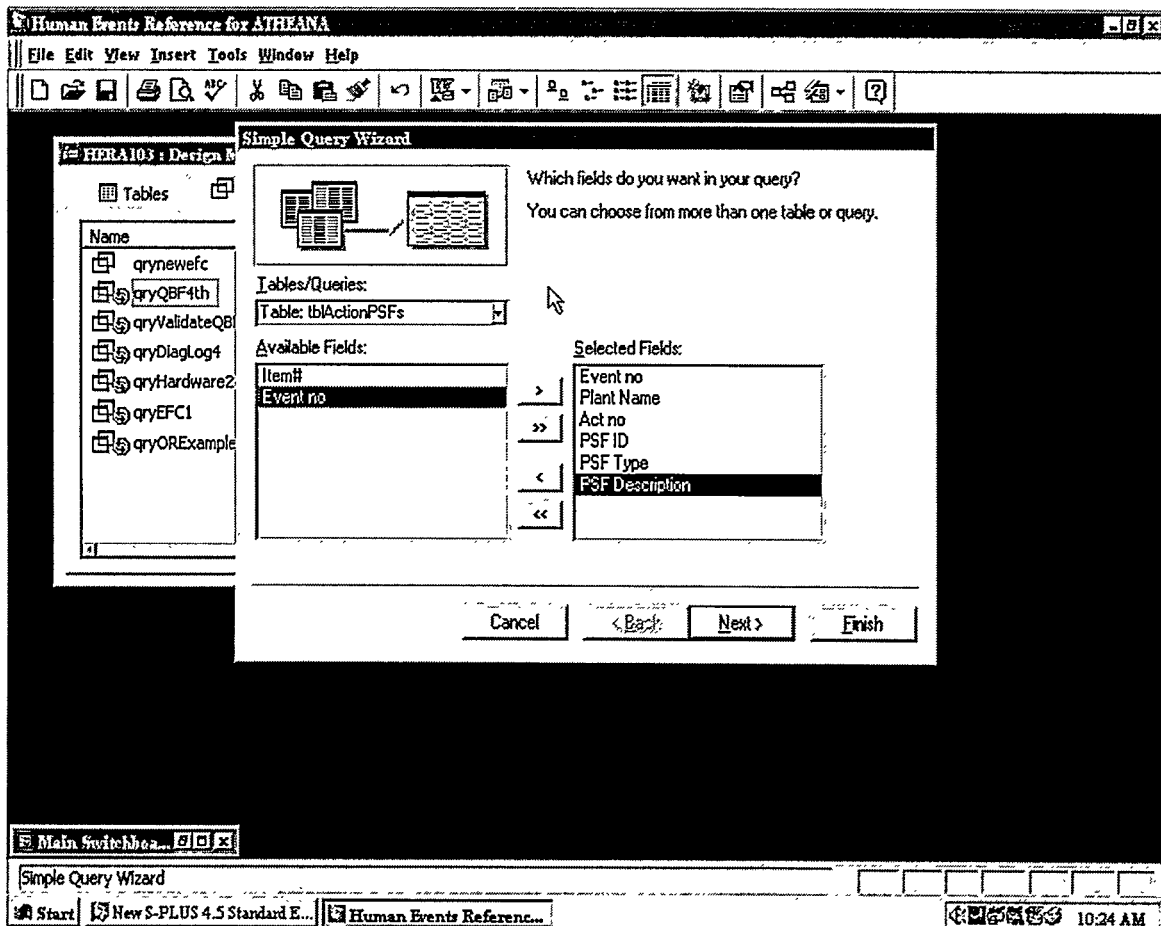 Human Events Reference for ATHEANA
File Edit View Insert Tools Window Help
HERA103 : Design M
Tables
Name
qrynewefc
qryQBF4th
qryValidateQBF
qryDiagLog4
qryHardware2
qryEFC1
qryORExample
Simple Query Wizard
Which fields do you want in your query?
You can choose from more than one table or query.
Tables/Queries:
Table: tblActionPSFs
Available Fields:
Item#
Event no
>
>>
<
<<
Selected Fields:
Event no
Plant Name
Act no
PSF ID
PSF Type
PSF Description
Cancel
< Back
Next >
Finish
Main Switchboa...
Simple Query Wizard
Start
New S-PLUS 4.5 Standard E...
Human Events Referenc...
10:24 AM